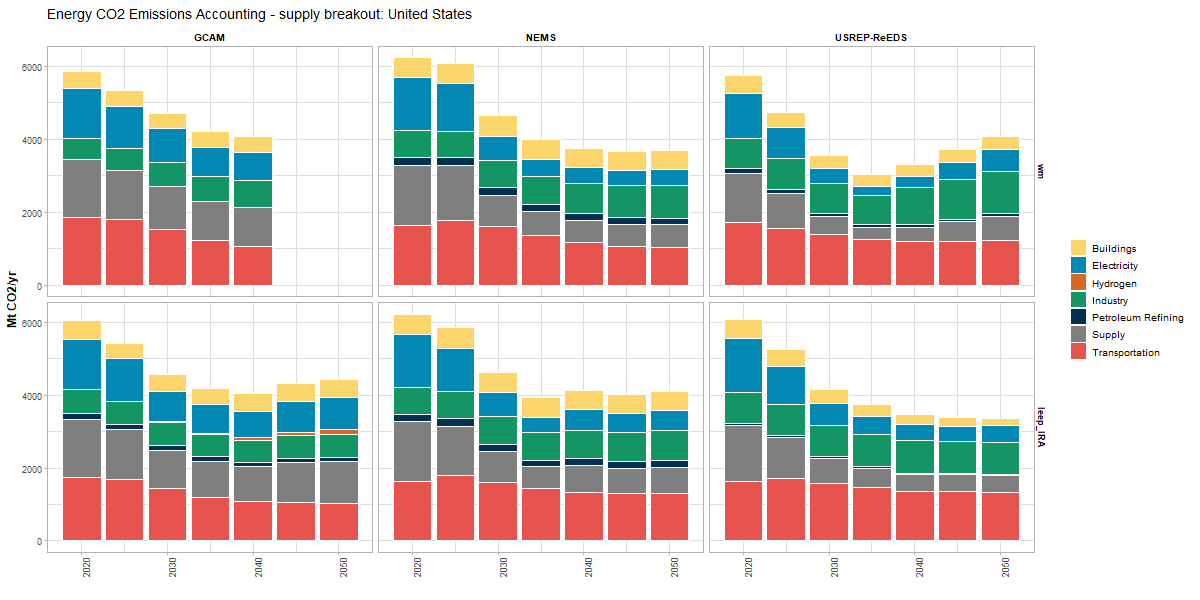 Energy CO2 Emissions Accounting - supply breakout: United States
GCAM
NEMS
USREP-ReEDS
6000
4000
2000
0
wm
Mt CO2/yr
6000
4000
2000
0
leep_IRA
2020
2030
2040
2050
2020
2030
2040
2050
2020
2030
2040
2050
Buildings
Electricity
Hydrogen
Industry
Petroleum Refining
Supply
Transportation